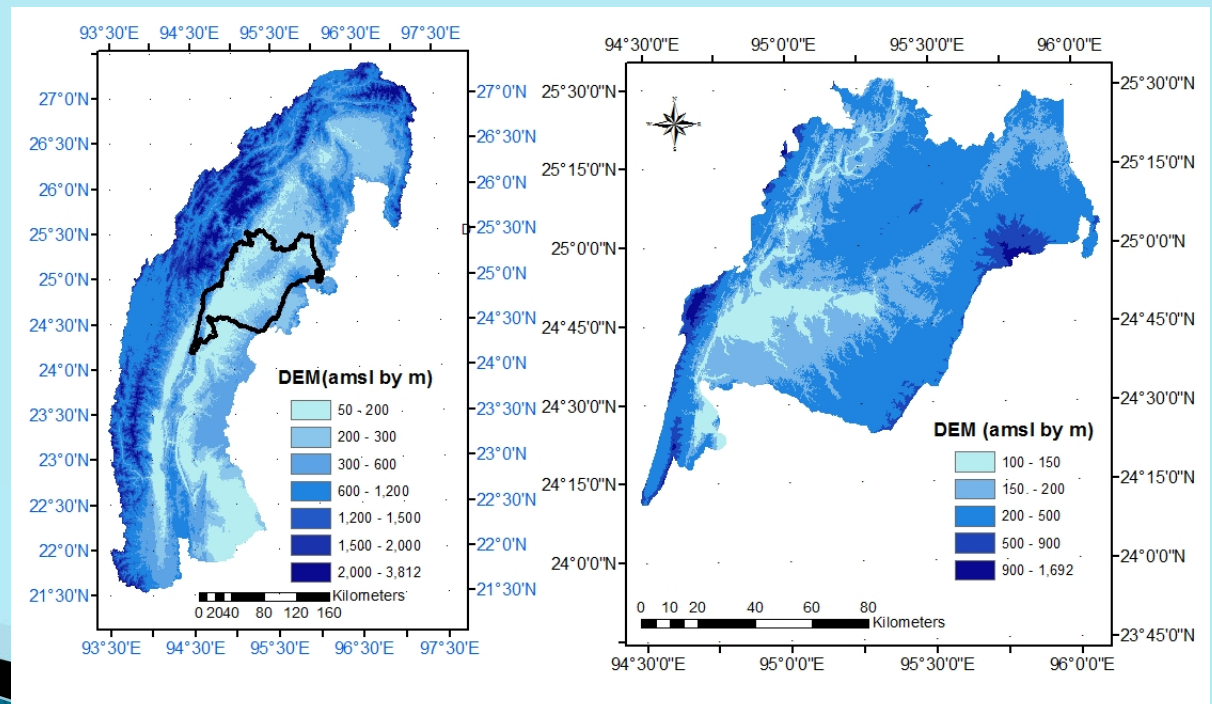 93°30'E 94°30'E 95°30'E 96°30'E 97°30'E
27°0'N
26°30'N
26°0'N
25°30'N
25°0'N
24°30'N
24°0'N
23°30'N
23°0'N
22°30'N
22°0'N
21°30'N
27°0'N
26°30'N
26°0'N
25°30'N
25°0'N
24°30'N
24°0'N
23°30'N
23°0'N
22°30'N
22°0'N
21°30'N
DEM(amsl by m)
50 - 200
200 - 300
300 - 600
600 - 1,200
1,200 - 1,500
1,500 - 2,000
2,000 - 3,812
Kilometers
0 20 40 80 120 160
93°30'E 94°30'E 95°30'E 96°30'E 97°30'E
94°30'0"E 95°0'0"E 95°30'0"E 96°0'0"E
25°30'0"N
25°15'0"N
25°0'0"N
24°45'0"N
24°30'0"N
24°15'0"N
24°0'0"N
25°30'0"N
25°15'0"N
25°0'0"N
24°45'0"N
24°30'0"N
24°15'0"N
24°0'0"N
23°45'0"N
DEM (amsl by m)
100 - 150
150 - 200
200 - 500
500 - 900
900 - 1,692
0 10 20 40 60 80
Kilometers
94°30'0"E 95°0'0"E 95°30'0"E 96°0'0"E